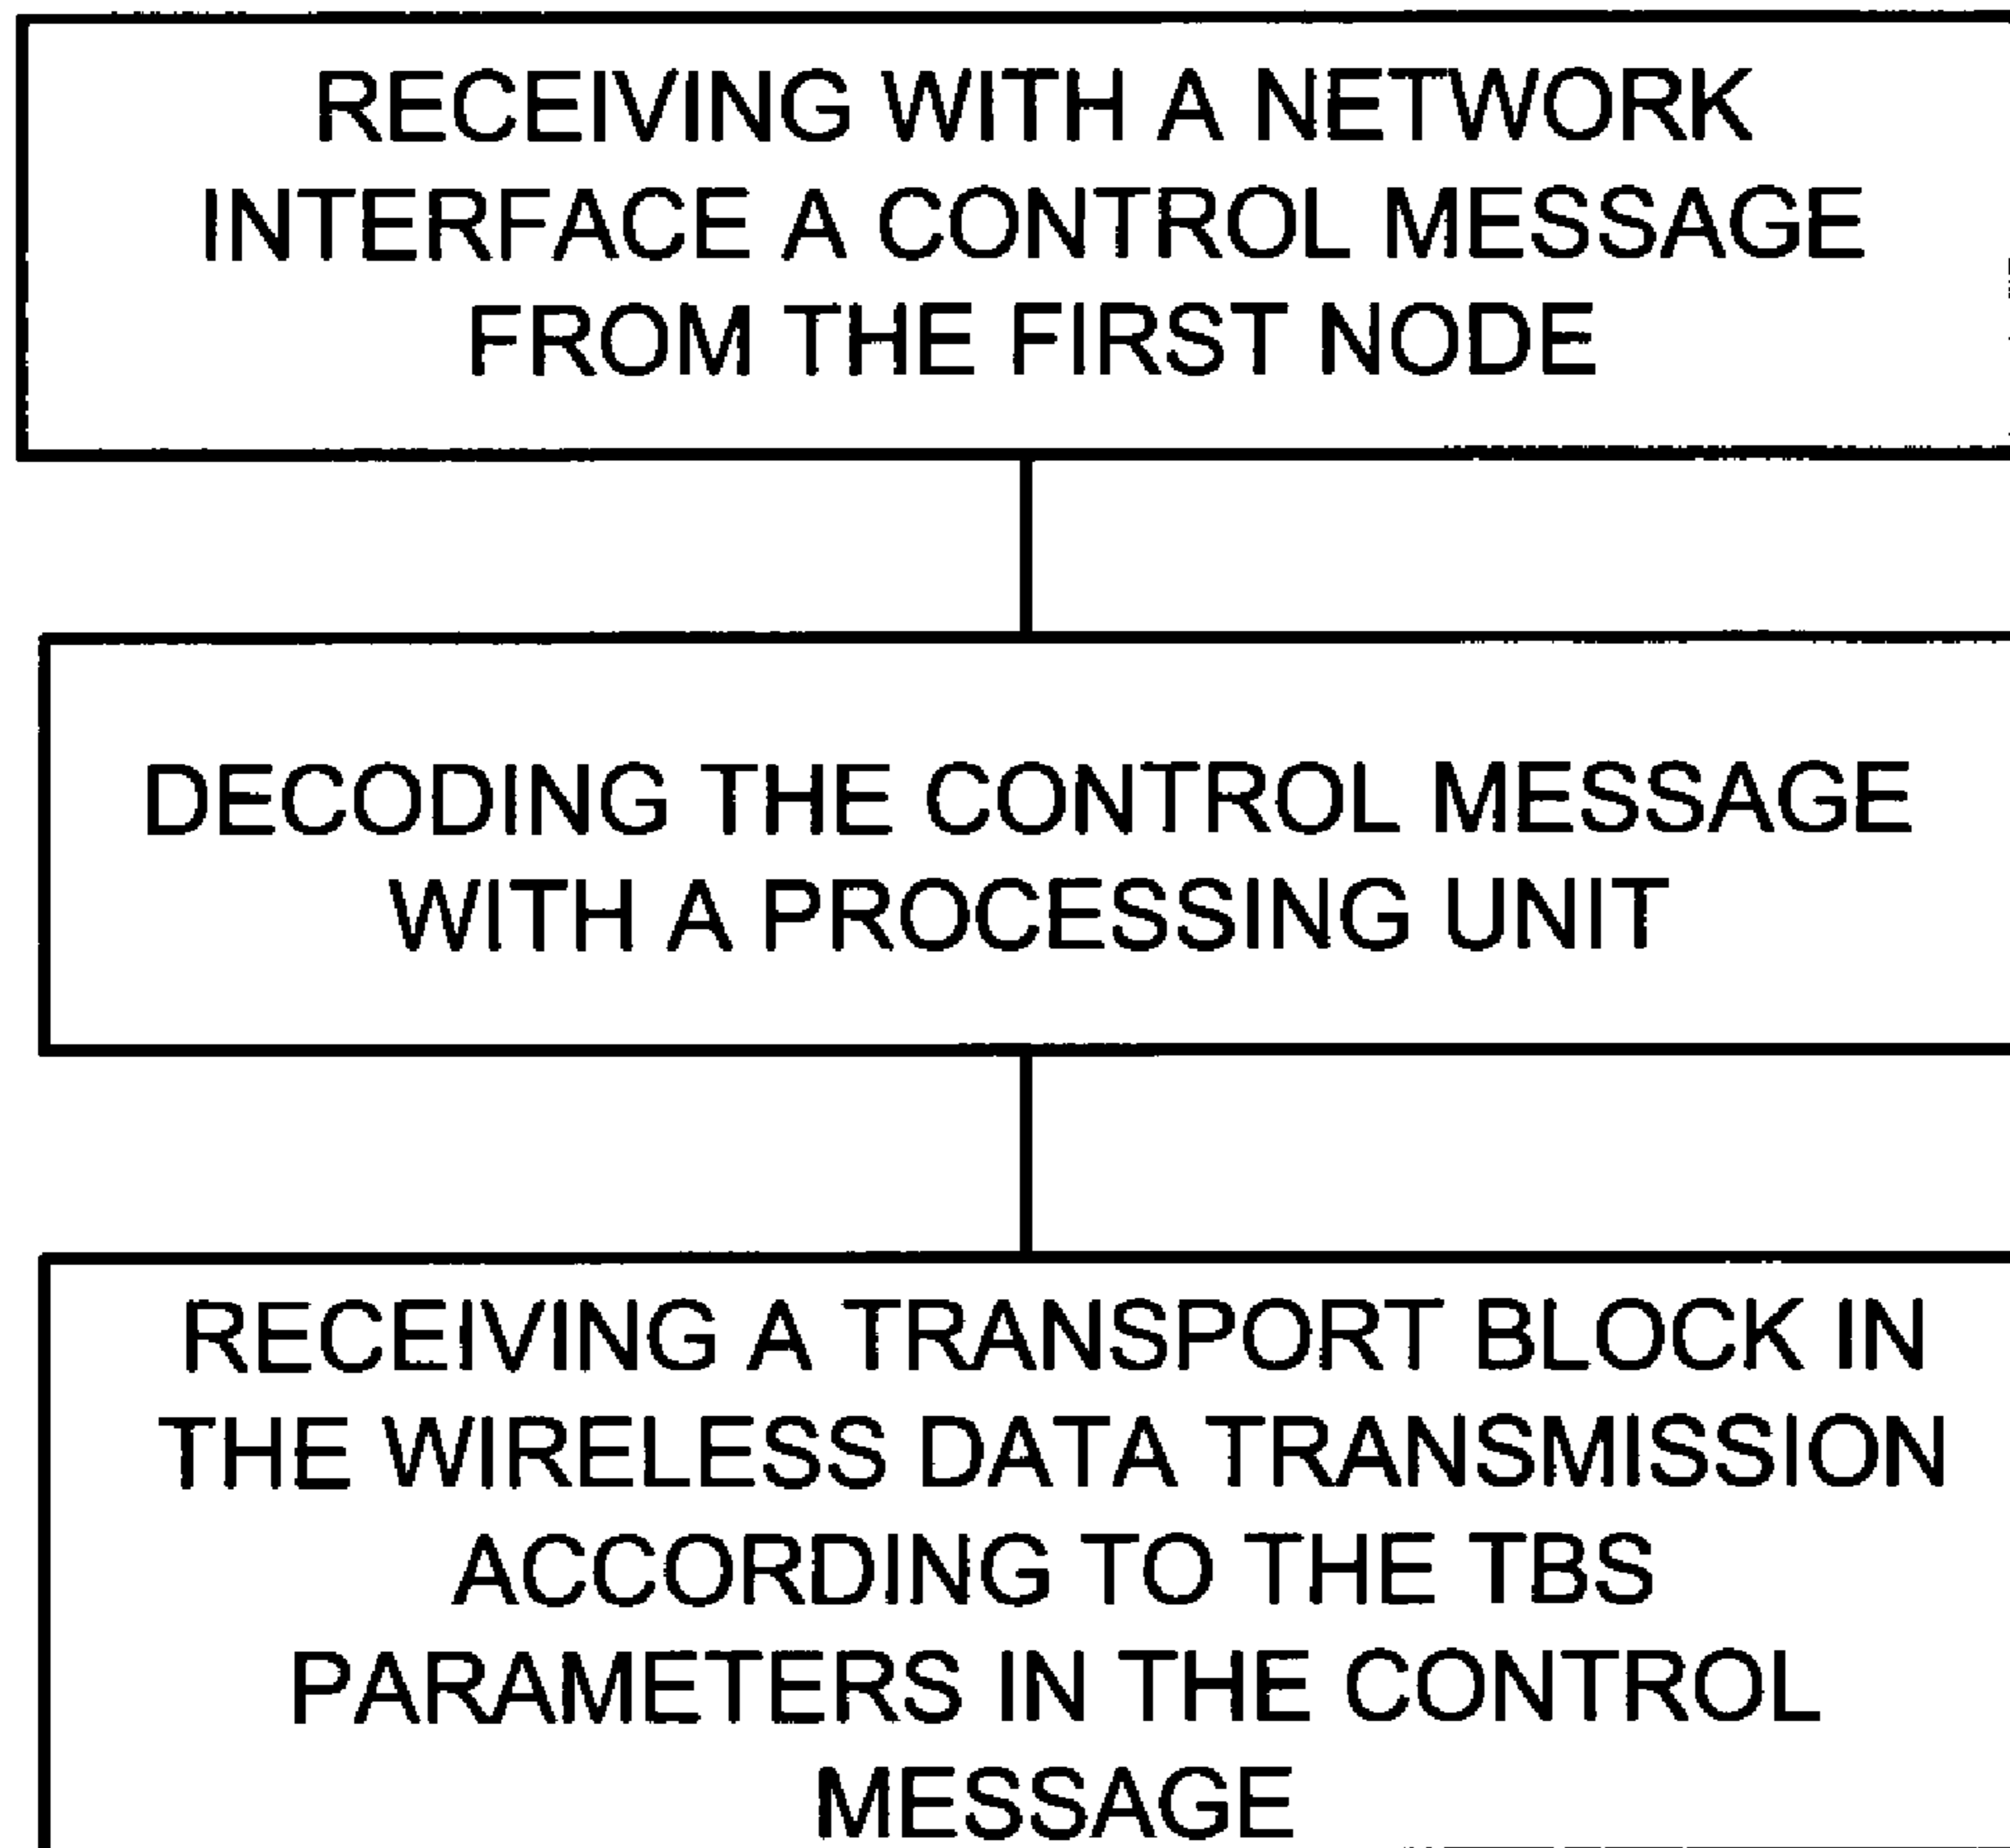 RECEIVING WITH A NETWORK
INTERFACE A CONTROL MESSAGE
FROM THE FIRST NODE
DECODING THE CONTROL MESSAGE
WITH A PROCESSING UNIT
RECEIVING A TRANSPORT BLOCK IN
THE WIRELESS DATA TRANSMISSION
ACCORDING TO THE TBS
PARAMETERS IN THE CONTROL
MESSAGE